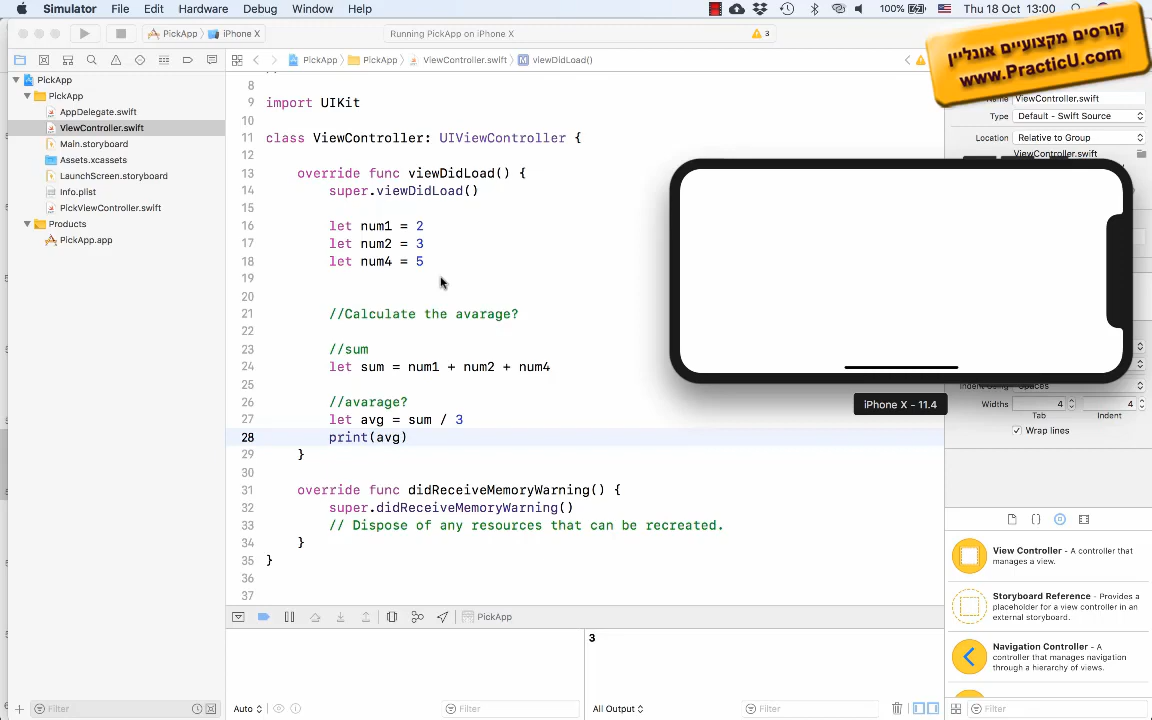 Simulator File Edit Hardware Debug Window Help 100% Thu 18 Oct 13:00
PickApp iPhone X Running PickApp on iPhone X 3
קורסים מקצועיים אונליין
www.PracticU.com
PickApp PickApp ViewController.swift M viewDidLoad()
PickApp
PickApp
AppDelegate.swift
ViewController.swift
Main.storyboard
Assets.xcassets
LaunchScreen.storyboard
Info.plist
PickViewController.swift
Products
PickApp.app
8
9 import UIKit
10
11 class ViewController: UIViewController {
12
13 override func viewDidLoad() {
14 super.viewDidLoad()
15
16 let num1 = 2
17 let num2 = 3
18 let num4 = 5
19
20
21 //Calculate the avarage?
22
23 //sum
24 let sum = num1 + num2 + num4
25
26 //avarage?
27 let avg = sum / 3
28 print(avg)
29 }
30
31 override func didReceiveMemoryWarning() {
32 super.didReceiveMemoryWarning()
33 // Dispose of any resources that can be recreated.
34 }
35 }
36
37
Name ViewController.swift
Type Default - Swift Source
Location Relative to Group
ViewController.swift
iPhone X - 11.4
Indent Using Spaces
Widths 4 4
Tab Indent
Wrap lines
View Controller - A controller that
manages a view.
Storyboard Reference - Provides a
placeholder for a view controller in an
external storyboard.
Navigation Controller - A
controller that manages navigation
through a hierarchy of views.
PickApp
3
Filter Auto Filter All Output Filter Filter